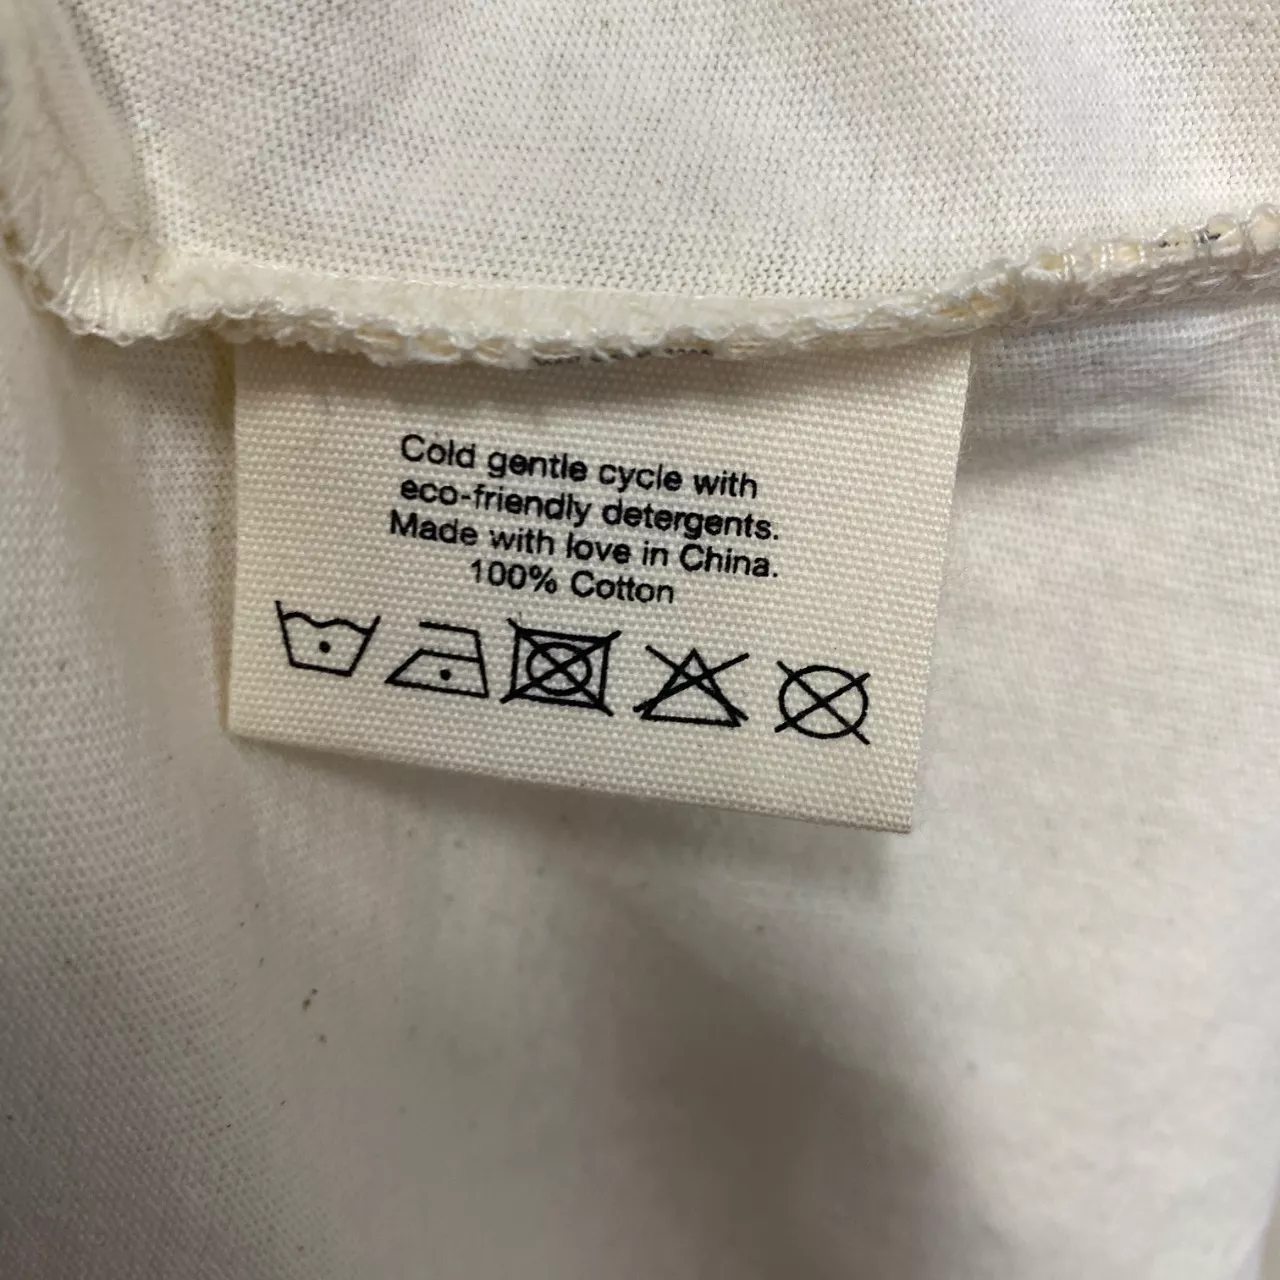 Cold gentle cycle with
eco-friendly detergents.
Made with love in China.
100% Cotton